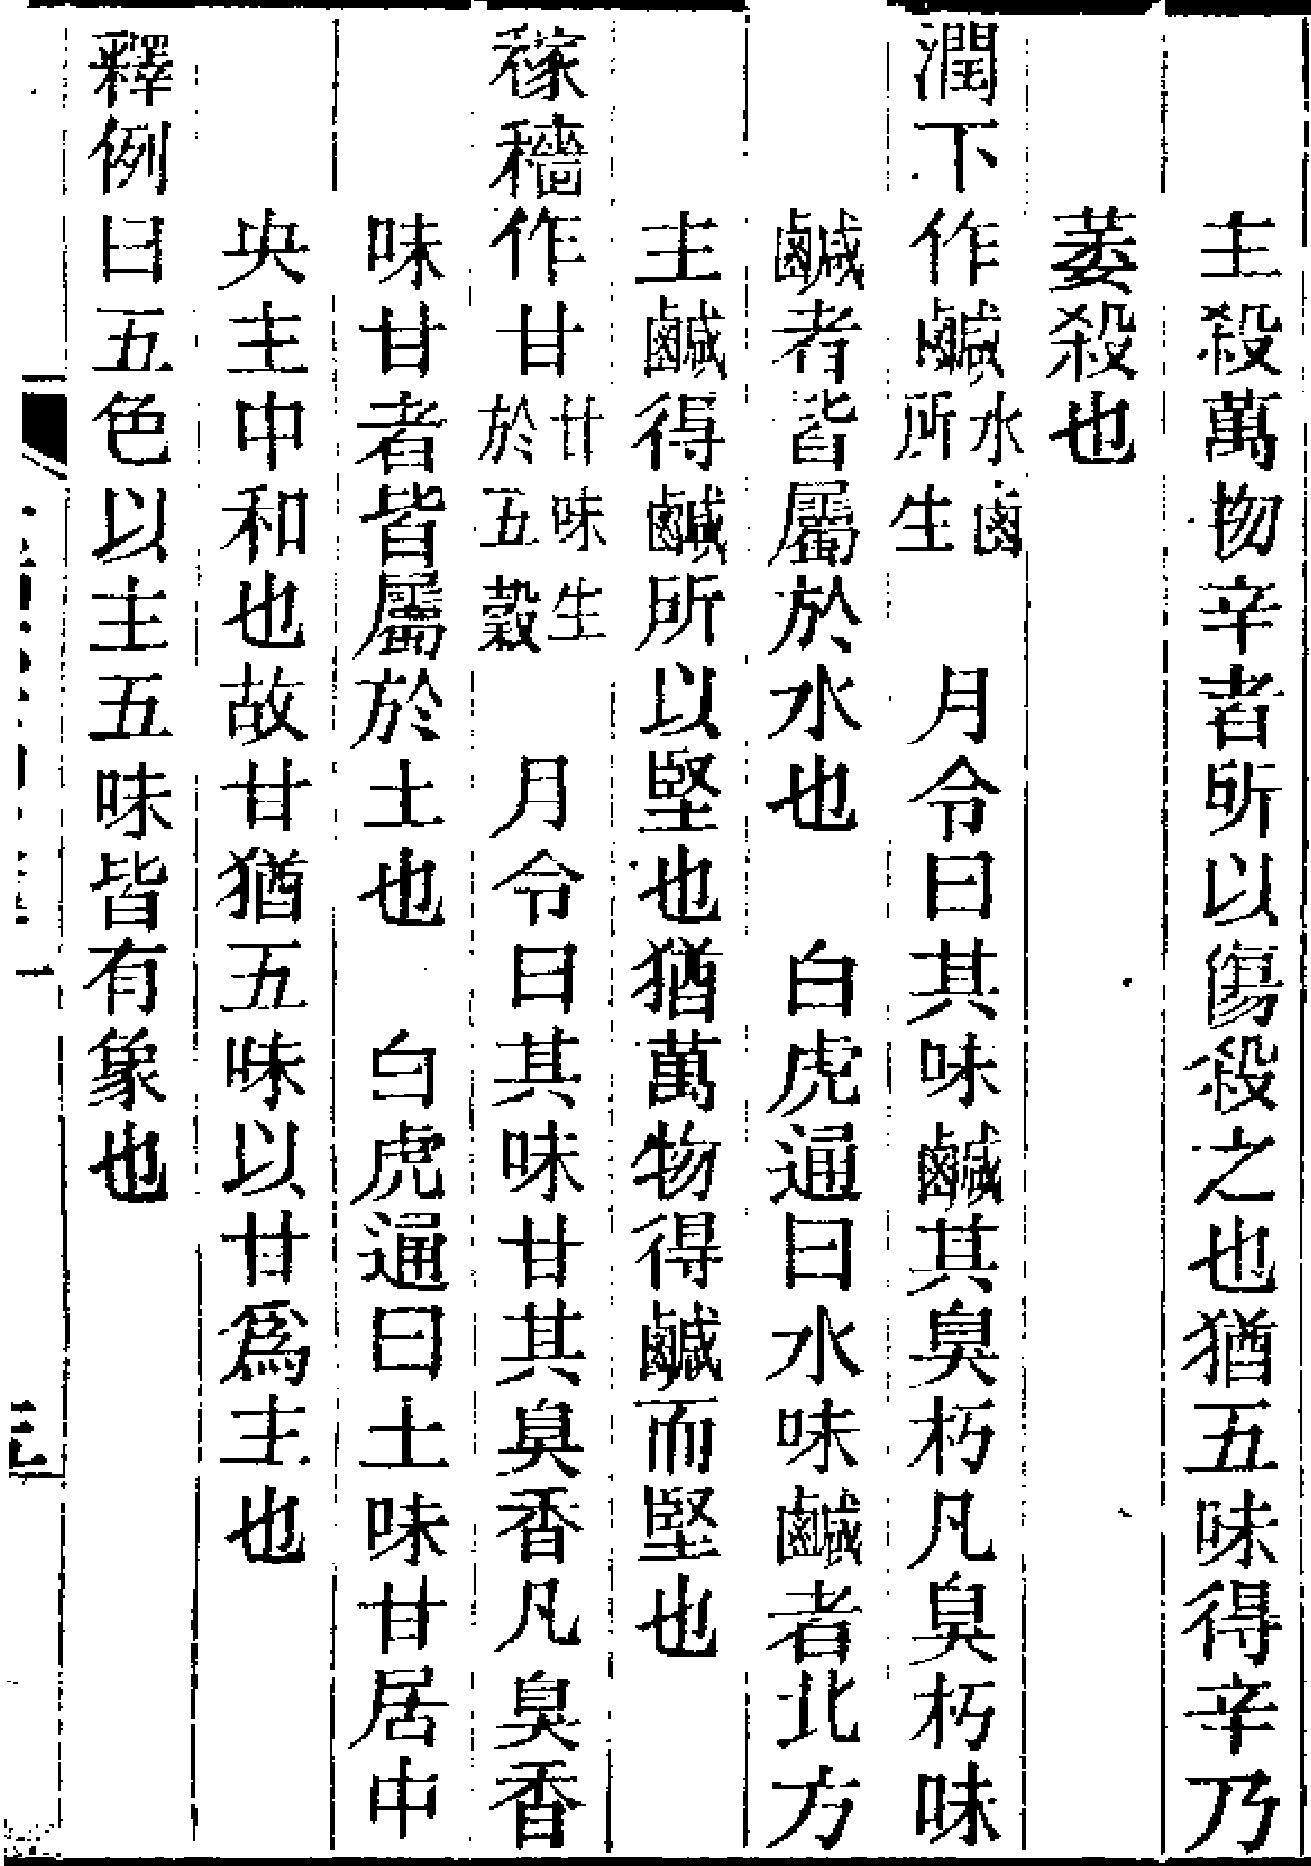 主殺萬物辛者所以傷殺之也猶五味得辛乃
萎殺也
潤下作鹹水鹵所生　月令曰其味鹹其臭朽凡臭朽味
鹹者皆屬於水也　白虎通曰水味鹹者北方
主鹹得鹹所以堅也猶萬物得鹹而堅也
稼穡作甘甘味生於五穀　月令曰其味甘其臭香凡臭香
味甘者皆屬於土也　白虎通曰土味甘居中
央主中和也故甘猶五味以甘爲主也
釋例曰五色以主五味皆有象也